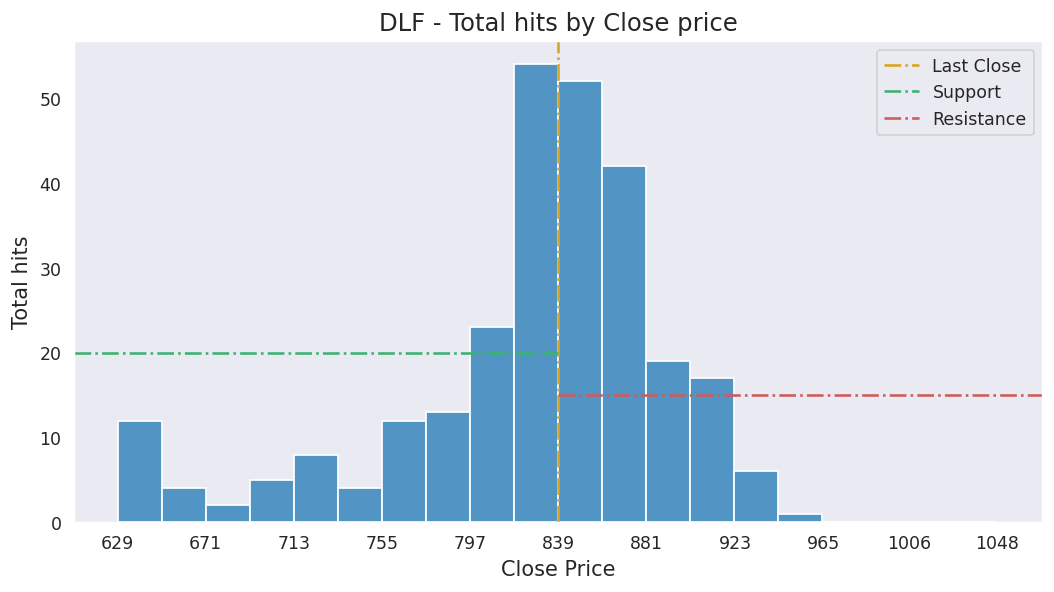 DLF - Total hits by Close price
Last Close
Support
Resistance
Total hits
50
40
30
20
10
0
629 671 713 755 797 839 881 923 965 1006 1048
Close Price